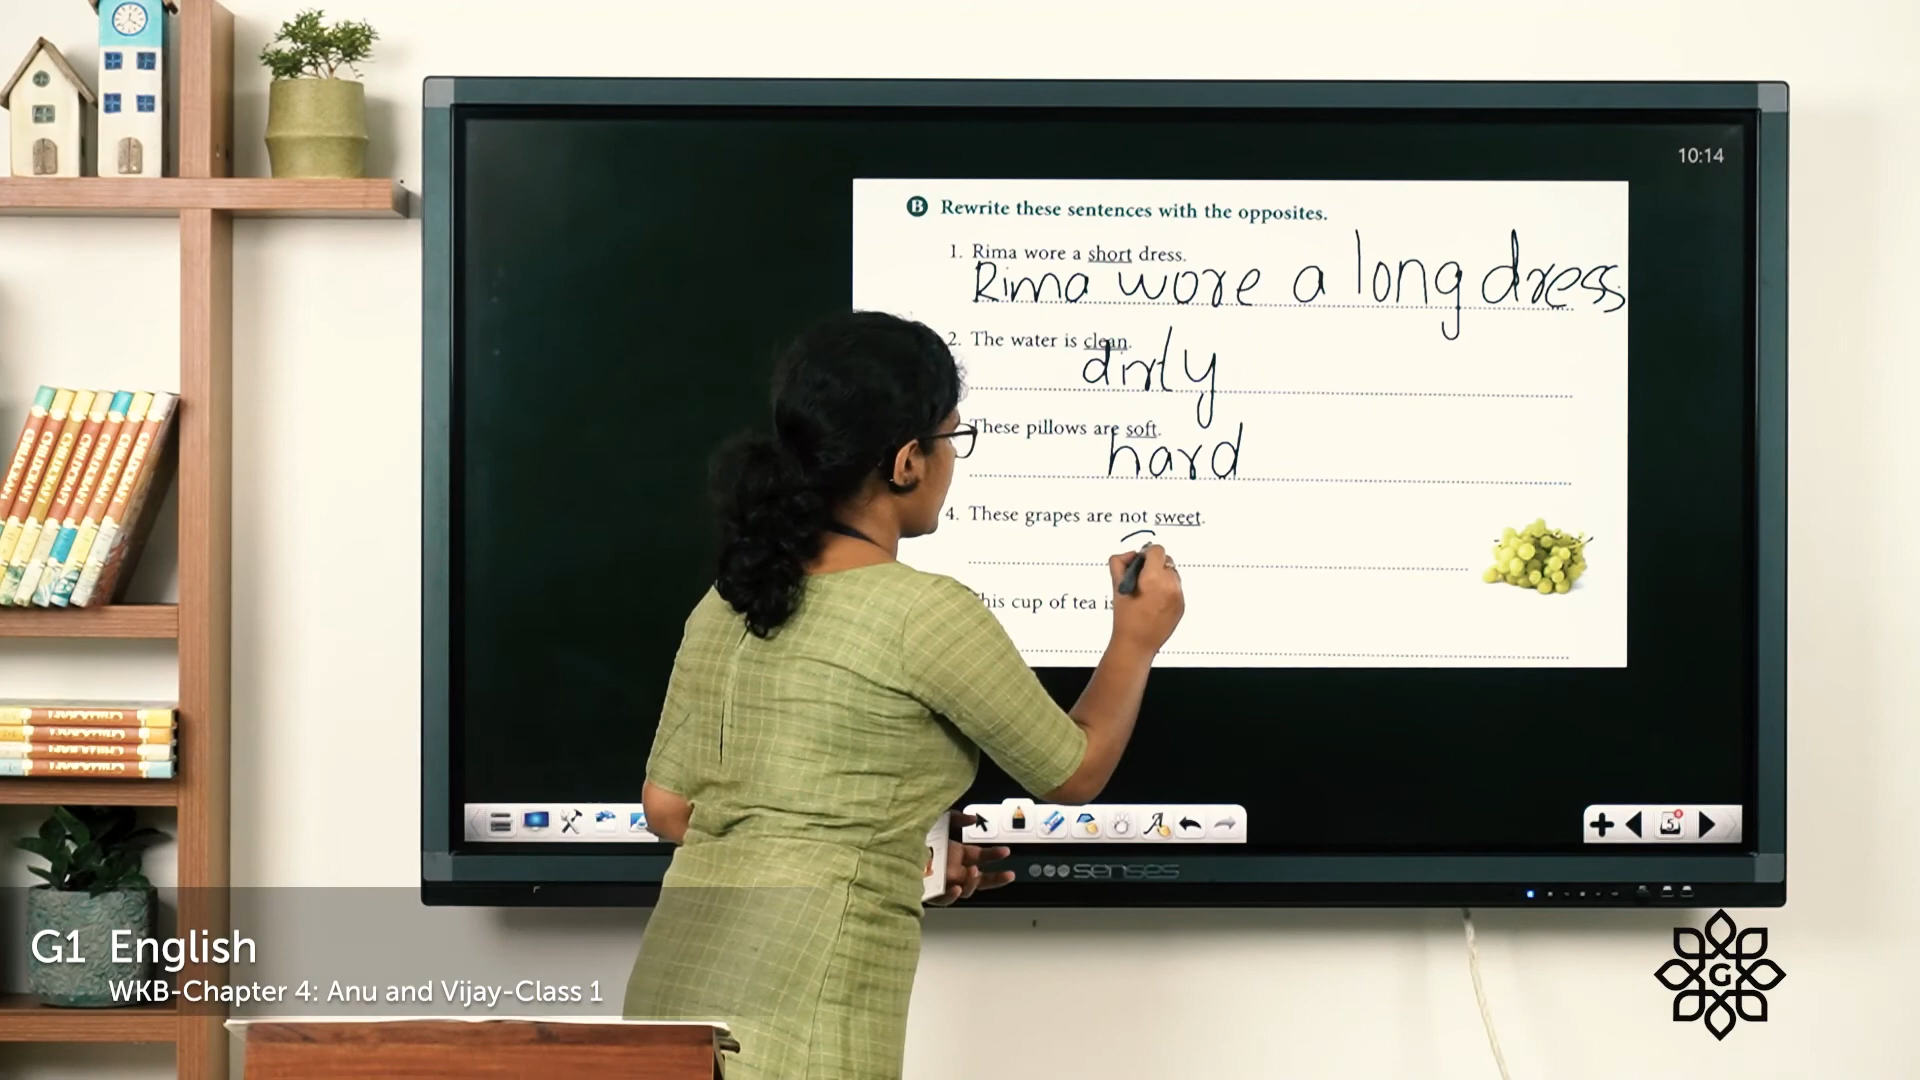 10:14
B Rewrite these sentences with the opposites.
1. Rima wore a short dress.
Rima wore a long dress.
2. The water is clean.
dirty
These pillows are soft.
hard
4. These grapes are not sweet.
his cup of tea is
senses
5
G1 English
WKB-Chapter 4: Anu and Vijay-Class 1
G